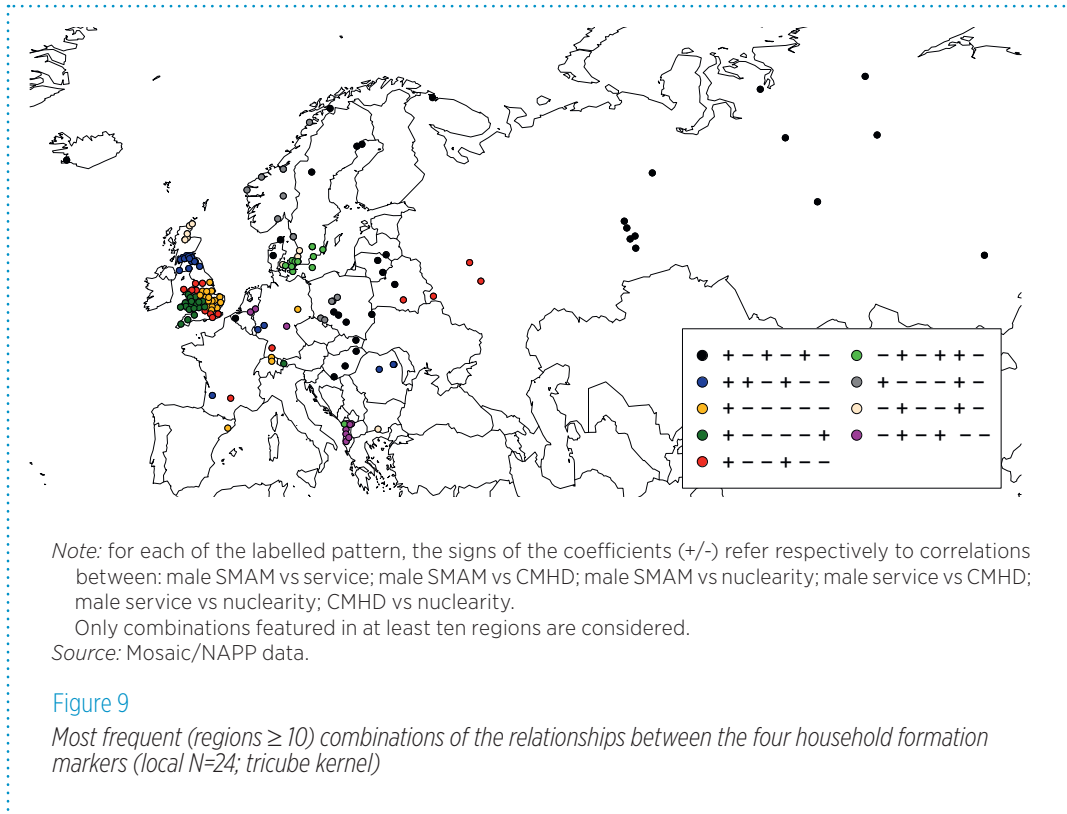 + - + - + -
- + - + + -
+ + - + - -
+ - - - + -
+ - - - - -
- + - - + -
+ - - - - +
- + - + - -
+ - - + - -
Note: for each of the labelled pattern, the signs of the coefficients (+/-) refer respectively to correlations
between: male SMAM vs service; male SMAM vs CMHD; male SMAM vs nuclearity; male service vs CMHD;
male service vs nuclearity; CMHD vs nuclearity.
Only combinations featured in at least ten regions are considered.
Source: Mosaic/NAPP data.
Figure 9
Most frequent (regions ≥ 10) combinations of the relationships between the four household formation
markers (local N=24; tricube kernel)